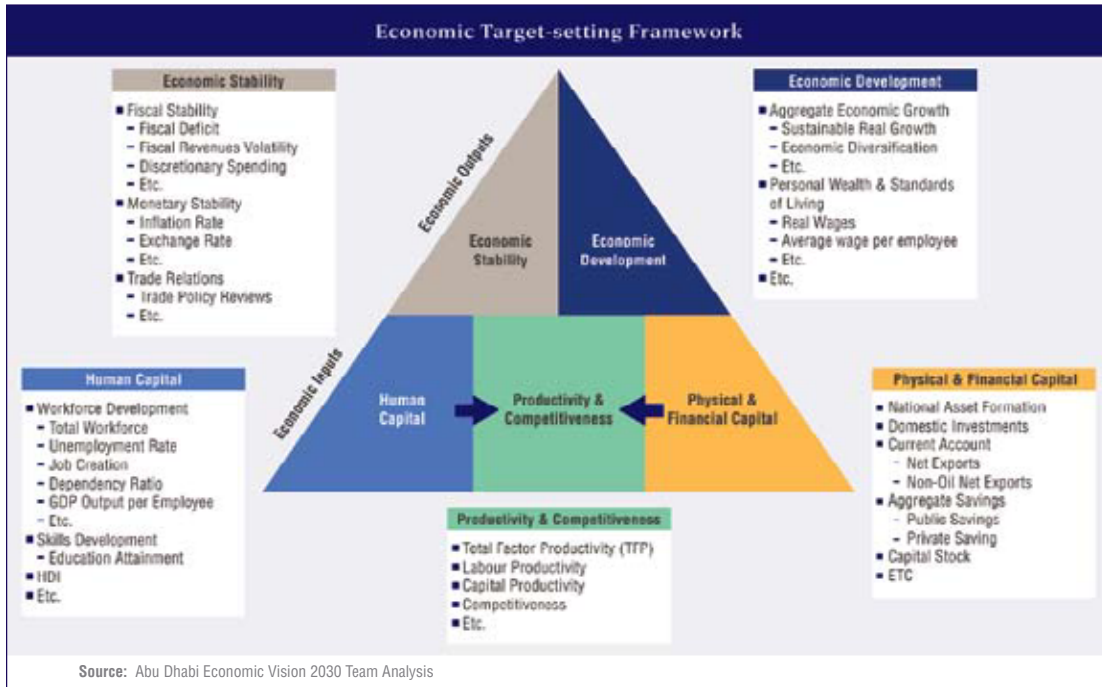 Economic Target-setting Framework
Economic Stability
■ Fiscal Stability
- Fiscal Deficit
- Fiscal Revenues Volatility
- Discretionary Spending
- Etc.
■ Monetary Stability
- Inflation Rate
- Exchange Rate
- Etc.
■ Trade Relations
- Trade Policy Reviews
- Etc.
Economic Development
■ Aggregate Economic Growth
- Sustainable Real Growth
- Economic Diversification
- Etc.
■ Personal Wealth & Standards
of Living
- Real Wages
- Average wage per employee
- Etc.
■ Etc.
Economic Outputs
Economic
Stability
Economic
Development
Economic Inputs
Human
Capital
Productivity &
Competitiveness
Physical &
Financial Capital
Human Capital
■ Workforce Development
- Total Workforce
- Unemployment Rate
- Job Creation
- Dependency Ratio
- GDP Output per Employee
- Etc.
■ Skills Development
- Education Attainment
■ HDI
■ Etc.
Productivity & Competitiveness
■ Total Factor Productivity (TFP)
■ Labour Productivity
■ Capital Productivity
■ Competitiveness
■ Etc.
Physical & Financial Capital
■ National Asset Formation
■ Domestic Investments
■ Current Account
- Net Exports
- Non-Oil Net Exports
■ Aggregate Savings
- Public Savings
- Private Saving
■ Capital Stock
■ ETC
Source: Abu Dhabi Economic Vision 2030 Team Analysis